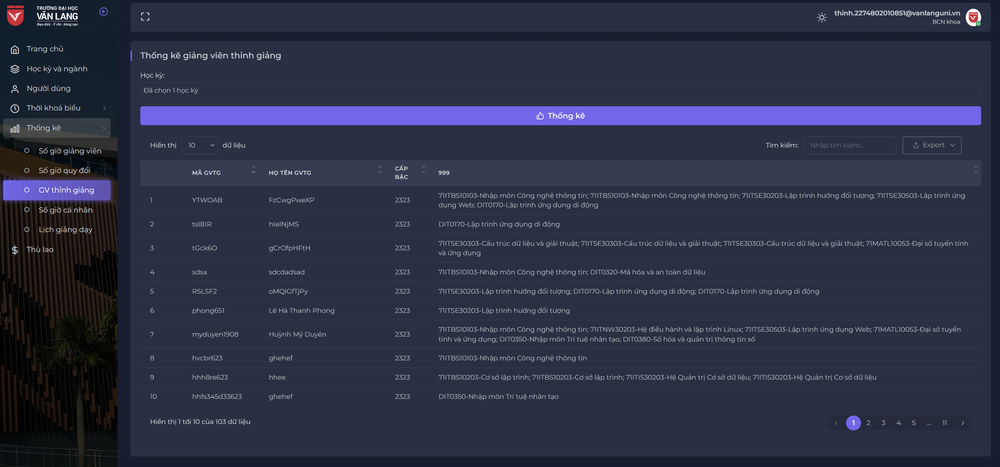 TRƯỜNG ĐẠI HỌC
VĂN LANG
Đạo đức - Ý chí - Sáng tạo
Trang chủ
Học kỳ và ngành
Người dùng
Thời khoá biểu
Thống kê
Số giờ giảng viên
Số giờ quy đổi
GV thỉnh giảng
Số giờ cá nhân
Lịch giảng dạy
Thù lao
thinh.2274802010851@vanlanguni.vn
BCN khoa
Thống kê giảng viên thỉnh giảng
Học kỳ:
Đã chọn 1 học kỳ
Thống kê
Hiển thị 10 dữ liệu
Tìm kiếm: Nhập tìm kiếm... Export
MÃ GVTG HỌ TÊN GVTG CẤP BẬC 999
1 YTWOAB FzCwgPweXP 2323 71ITBS10103-Nhập môn Công nghệ thông tin; 71ITBS10103-Nhập môn Công nghệ thông tin; 71ITSE30203-Lập trình hướng đối tượng; 71ITSE30503-Lập trình ứng
dụng Web; DIT0170-Lập trình ứng dụng di động
2 tsI81R hIelNjMS 2323 DIT0170-Lập trình ứng dụng di động
3 tGck6O gCrOfpHFtH 2323 71ITSE30303-Cấu trúc dữ liệu và giải thuật; 71ITSE30303-Cấu trúc dữ liệu và giải thuật; 71ITSE30303-Cấu trúc dữ liệu và giải thuật; 71MATL10053-Đại số tuyến tính
và ứng dụng
4 sdsa sdcdadsad 2323 71ITBS10103-Nhập môn Công nghệ thông tin; DIT0320-Mã hóa và an toàn dữ liệu
5 RSLSF2 oMQlGfTjPy 2323 71ITSE30203-Lập trình hướng đối tượng; DIT0170-Lập trình ứng dụng di động; DIT0170-Lập trình ứng dụng di động
6 phong651 Lê Hà Thanh Phong 2323 71ITSE30203-Lập trình hướng đối tượng
7 myduyen1908 Huỳnh Mỹ Duyên 2323 71ITBS10103-Nhập môn Công nghệ thông tin; 71ITNW30203-Hệ điều hành và lập trình Linux; 71ITSE30503-Lập trình ứng dụng Web; 71MATL10053-Đại số tuyến
tính và ứng dụng; DIT0350-Nhập môn Trí tuệ nhân tạo; DIT0380-Số hóa và quản trị thông tin số
8 hvcbr623 ghehef 2323 71ITBS10103-Nhập môn Công nghệ thông tin
9 hhh8re623 hhee 2323 71ITBS10203-Cơ sở lập trình; 71ITBS10203-Cơ sở lập trình; 71ITIS30203-Hệ Quản trị Cơ sở dữ liệu; 71ITIS30203-Hệ Quản trị Cơ sở dữ liệu
10 hhfs345d33623 ghehef 2323 DIT0350-Nhập môn Trí tuệ nhân tạo
Hiển thị 1 tới 10 của 103 dữ liệu
1 2 3 4 5 ... 11